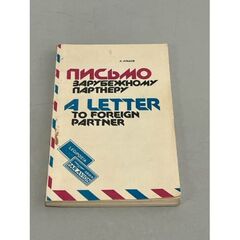 ПИСЬМО
ЗАРУБЕЖНОМУ
ПАРТНЕРУ
A LETTER
TO FOREIGN
PARTNER